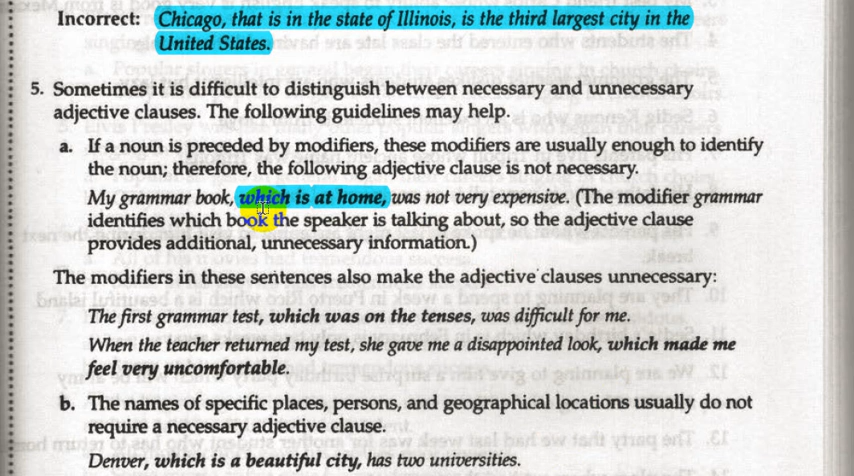 Incorrect: Chicago, that is in the state of Illinois, is the third largest city in the
United States.
5. Sometimes it is difficult to distinguish between necessary and unnecessary
adjective clauses. The following guidelines may help.
a. If a noun is preceded by modifiers, these modifiers are usually enough to identify
the noun; therefore, the following adjective clause is not necessary.
My grammar book, which is at home, was not very expensive. (The modifier grammar
identifies which book the speaker is talking about, so the adjective clause
provides additional, unnecessary information.)
The modifiers in these sentences also make the adjective clauses unnecessary:
The first grammar test, which was on the tenses, was difficult for me.
When the teacher returned my test, she gave me a disappointed look, which made me
feel very uncomfortable.
b. The names of specific places, persons, and geographical locations usually do not
require a necessary adjective clause.
Denver, which is a beautiful city, has two universities.